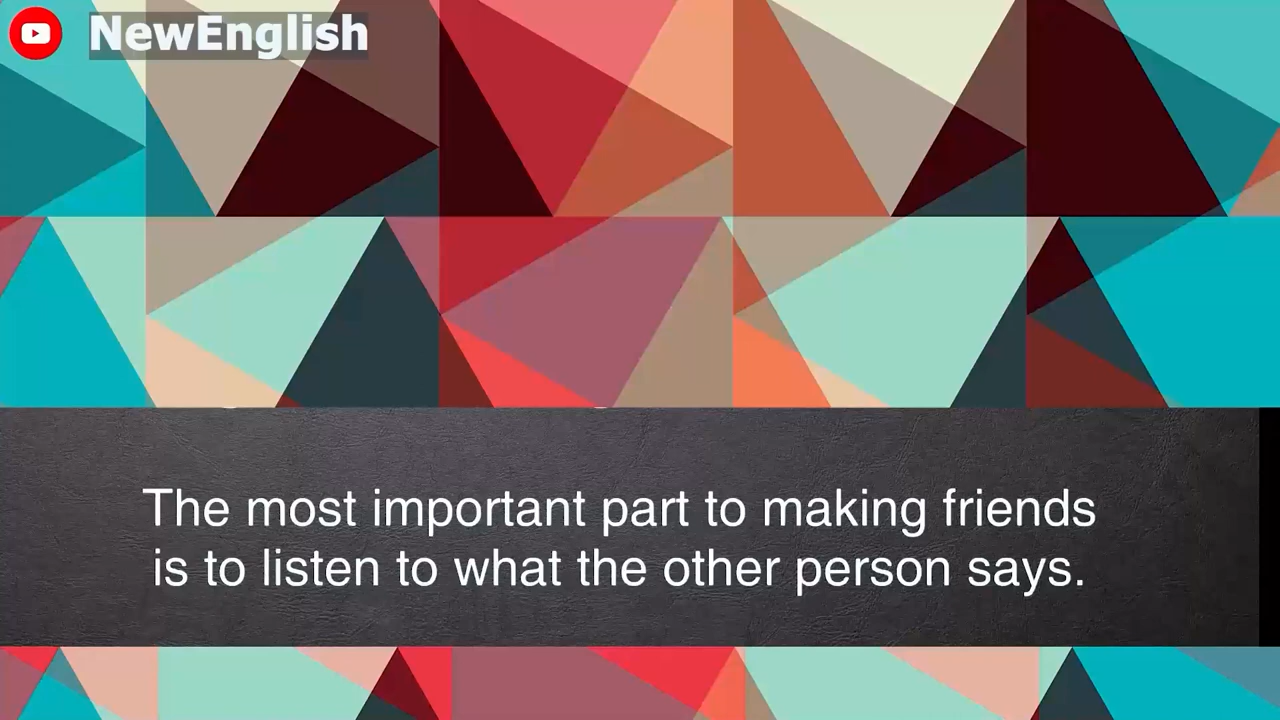 NewEnglish
The most important part to making friends
is to listen to what the other person says.